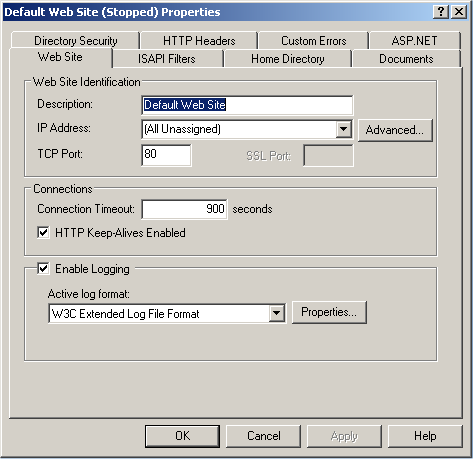 Default Web Site (Stopped) Properties
Directory Security HTTP Headers Custom Errors ASP.NET
Web Site ISAPI Filters Home Directory Documents
Web Site Identification
Description: Default Web Site
IP Address: (All Unassigned) Advanced...
TCP Port: 80 SSL Port:
Connections
Connection Timeout: 900 seconds
HTTP Keep-Alives Enabled
Enable Logging
Active log format:
W3C Extended Log File Format Properties...
OK Cancel Apply Help